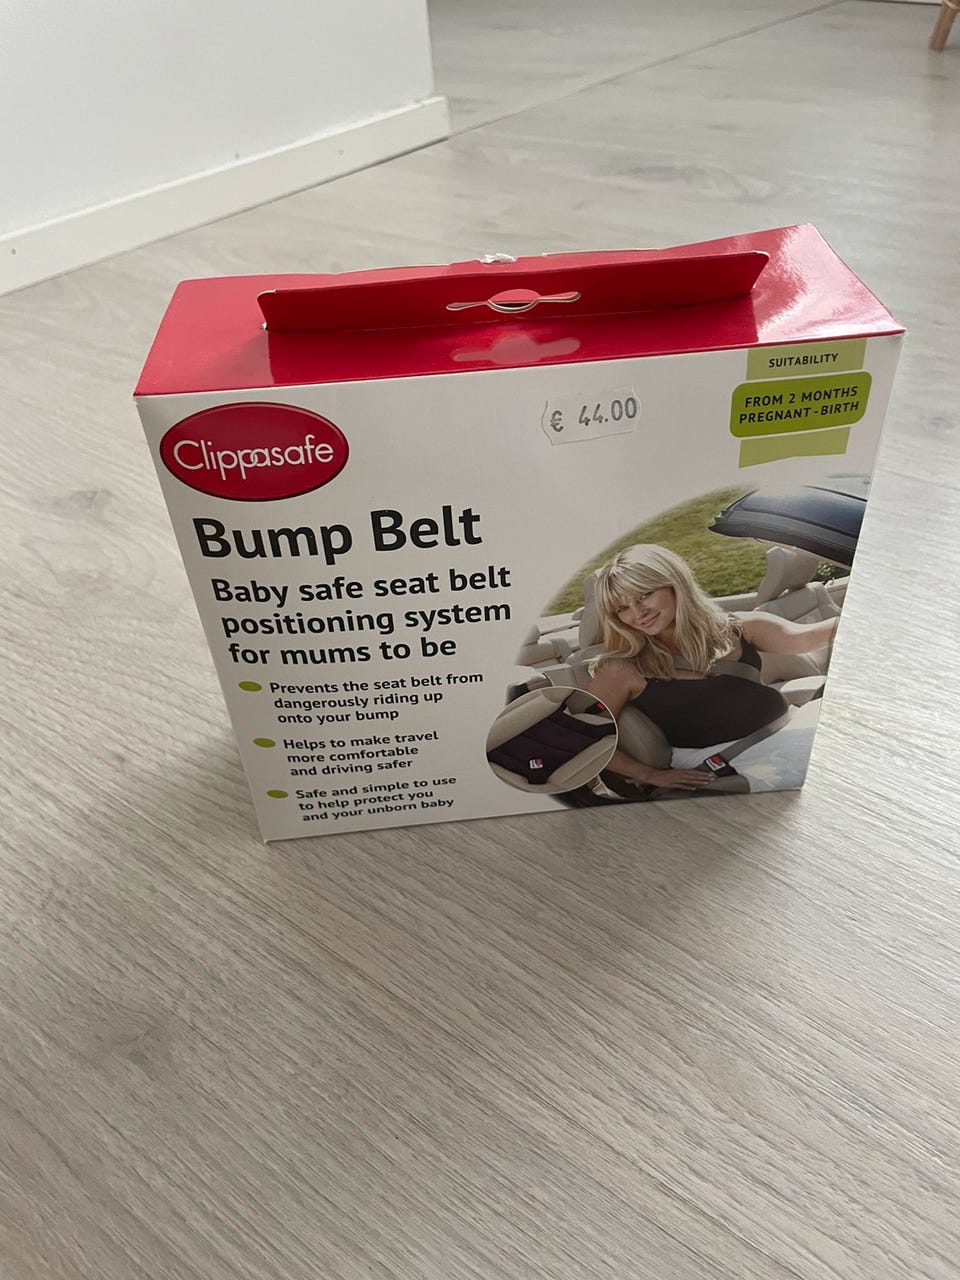 SUITABILITY
FROM 2 MONTHS
PREGNANT-BIRTH
€ 44.00
Clippasafe
Bump Belt
Baby safe seat belt
positioning system
for mums to be
Prevents the seat belt from
dangerously riding up
onto your bump
Helps to make travel
more comfortable
and driving safer
Safe and simple to use
to help protect you
and your unborn baby